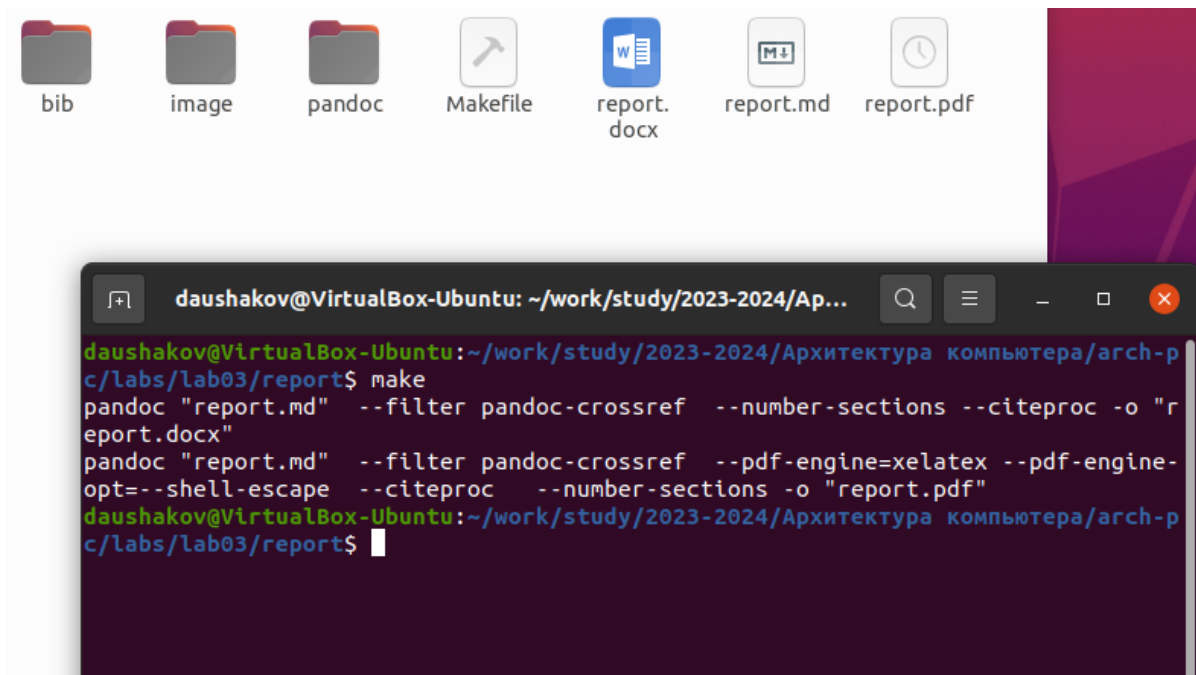 bib
image
pandoc
Makefile
report.
docx
report.md
report.pdf
daushakov@VirtualBox-Ubuntu: ~/work/study/2023-2024/Ap...
daushakov@VirtualBox-Ubuntu:~/work/study/2023-2024/Архитектура компьютера/arch-p
c/labs/lab03/report$ make
pandoc "report.md"  --filter pandoc-crossref  --number-sections --citeproc -o "r
eport.docx"
pandoc "report.md"  --filter pandoc-crossref  --pdf-engine=xelatex --pdf-engine-
opt=--shell-escape  --citeproc   --number-sections -o "report.pdf"
daushakov@VirtualBox-Ubuntu:~/work/study/2023-2024/Архитектура компьютера/arch-p
c/labs/lab03/report$